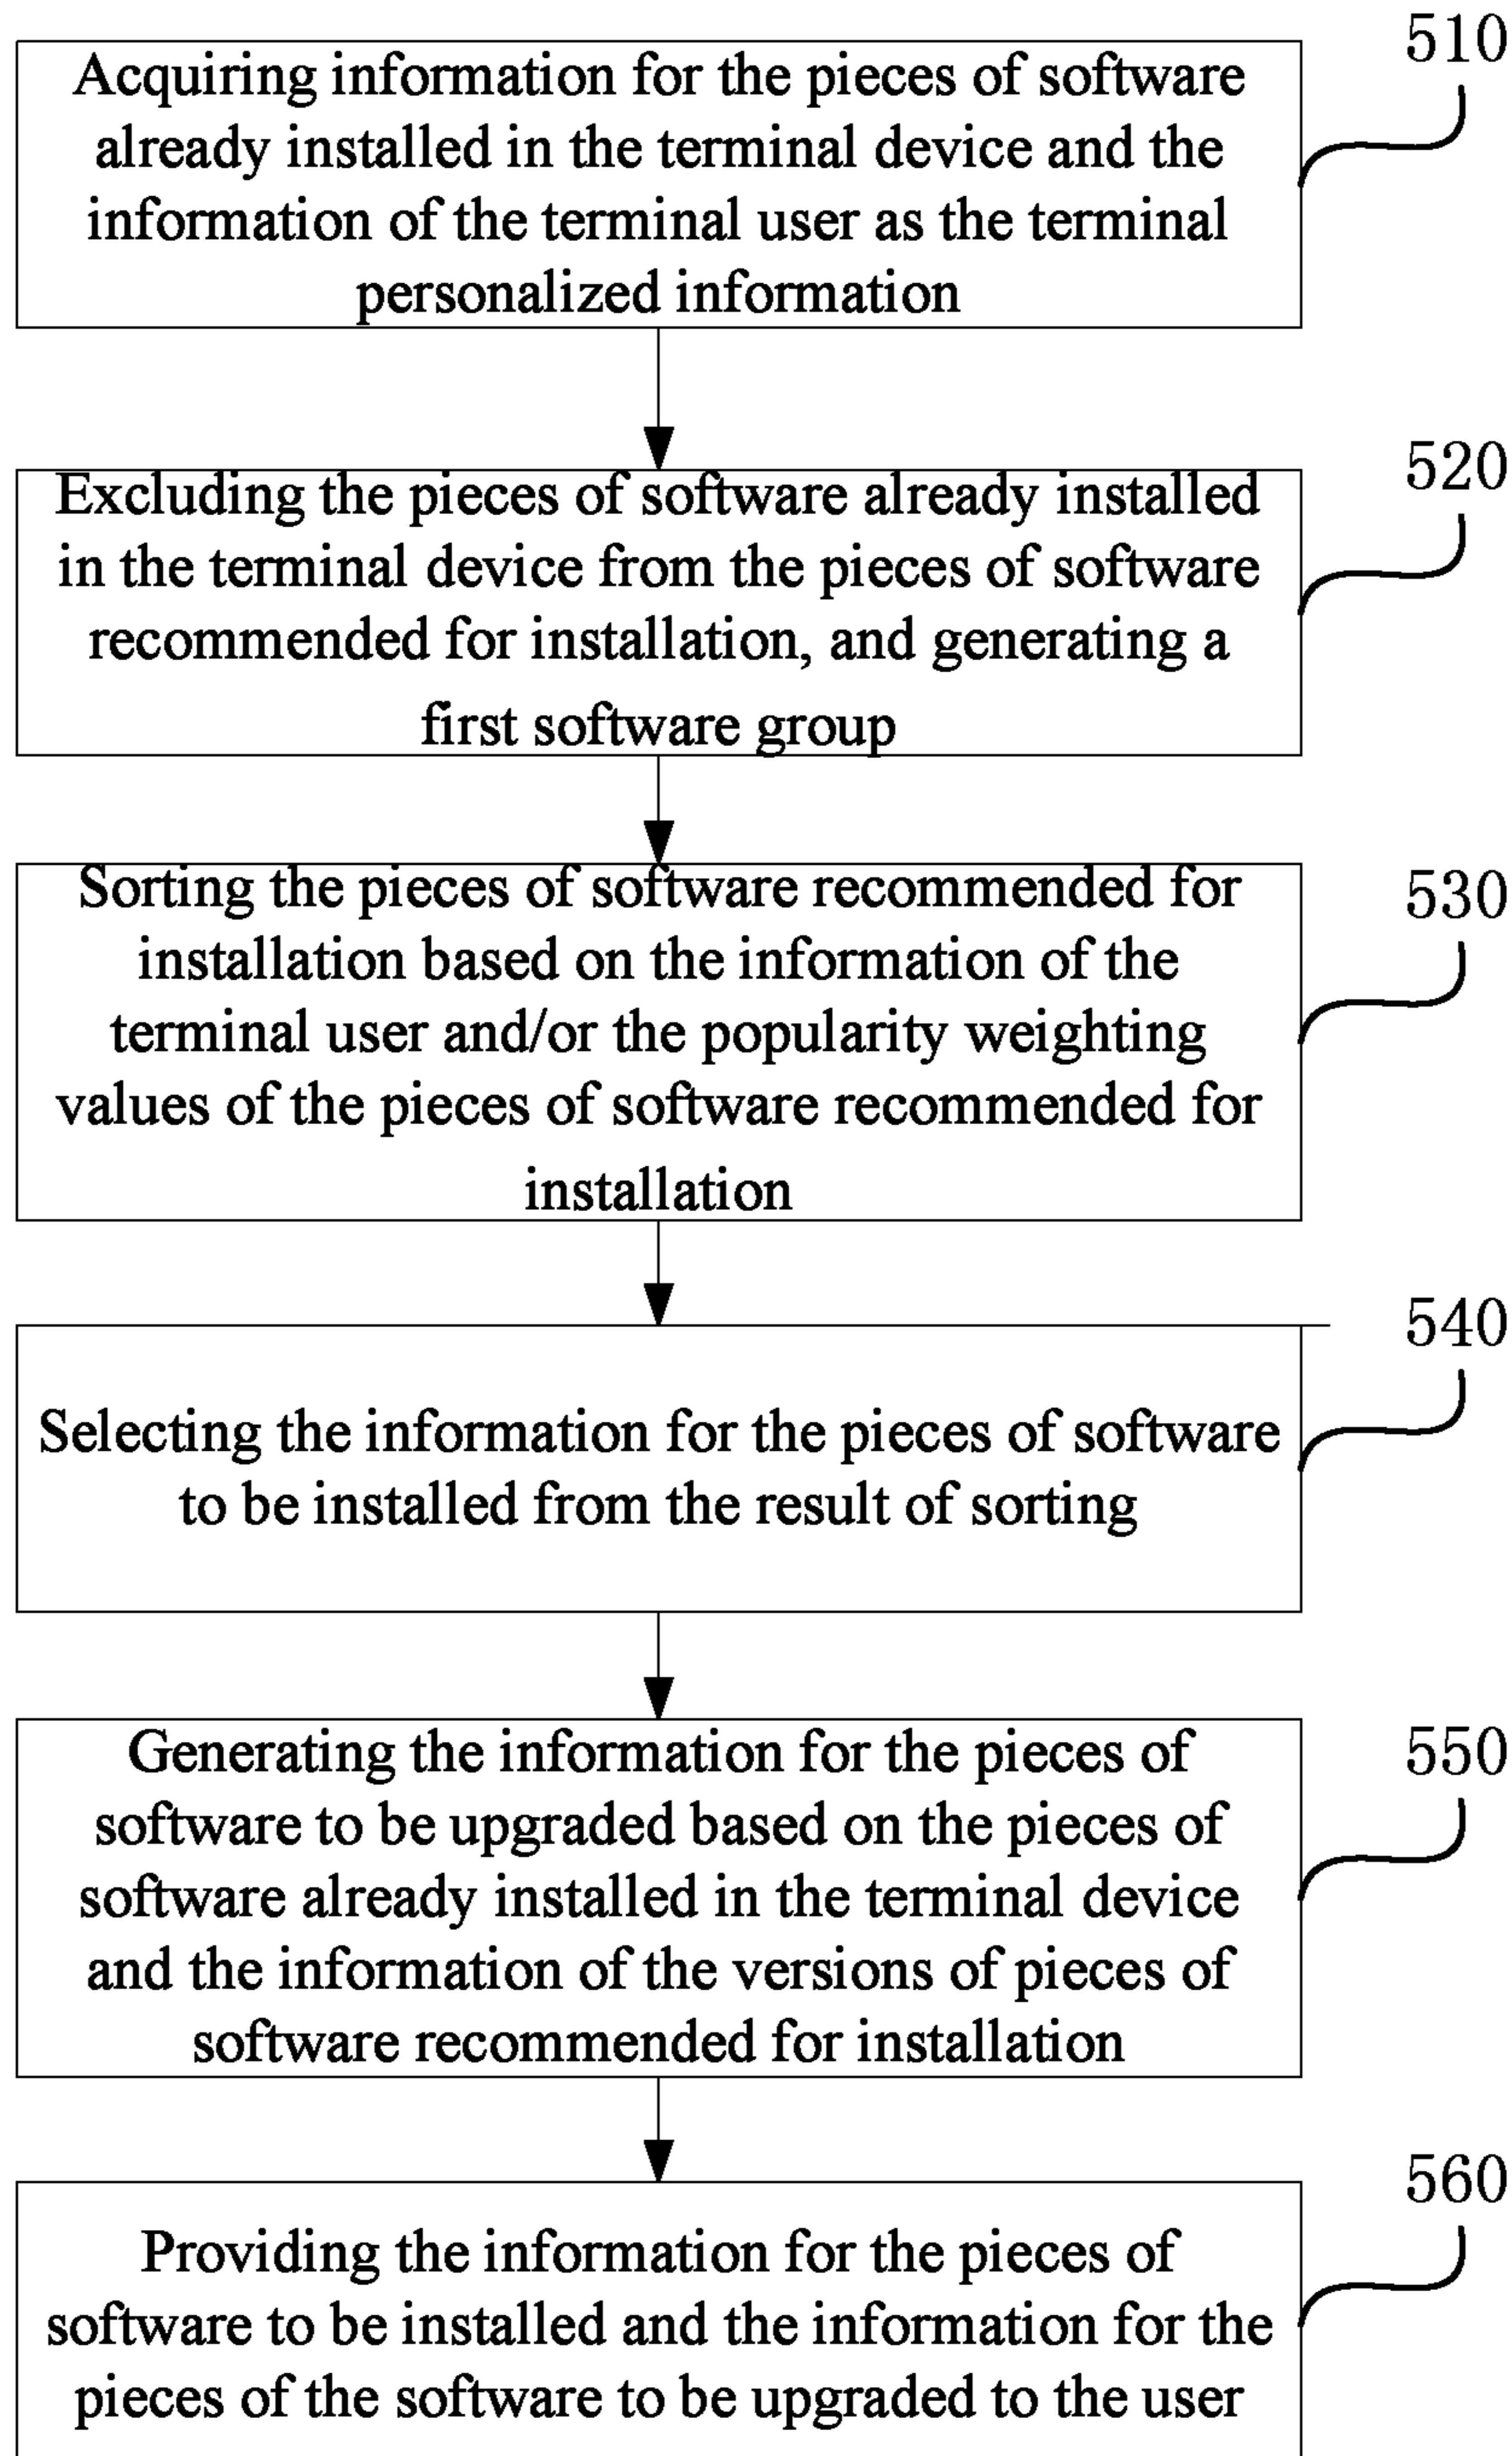 510
Acquiring information for the pieces of software
already installed in the terminal device and the
information of the terminal user as the terminal
personalized information
520
Excluding the pieces of software already installed
in the terminal device from the pieces of software
recommended for installation, and generating a
first software group
530
Sorting the pieces of software recommended for
installation based on the information of the
terminal user and/or the popularity weighting
values of the pieces of software recommended for
installation
540
Selecting the information for the pieces of software
to be installed from the result of sorting
550
Generating the information for the pieces of
software to be upgraded based on the pieces of
software already installed in the terminal device
and the information of the versions of pieces of
software recommended for installation
560
Providing the information for the pieces of
software to be installed and the information for the
pieces of the software to be upgraded to the user